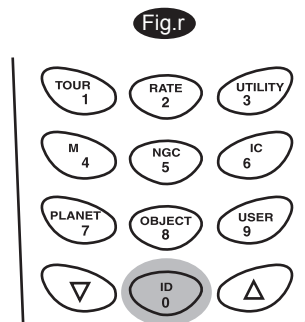 Fig.r
TOUR RATE UTILITY
1 2 3
M NGC IC
4 5 6
PLANET OBJECT USER
7 8 9
ID
0